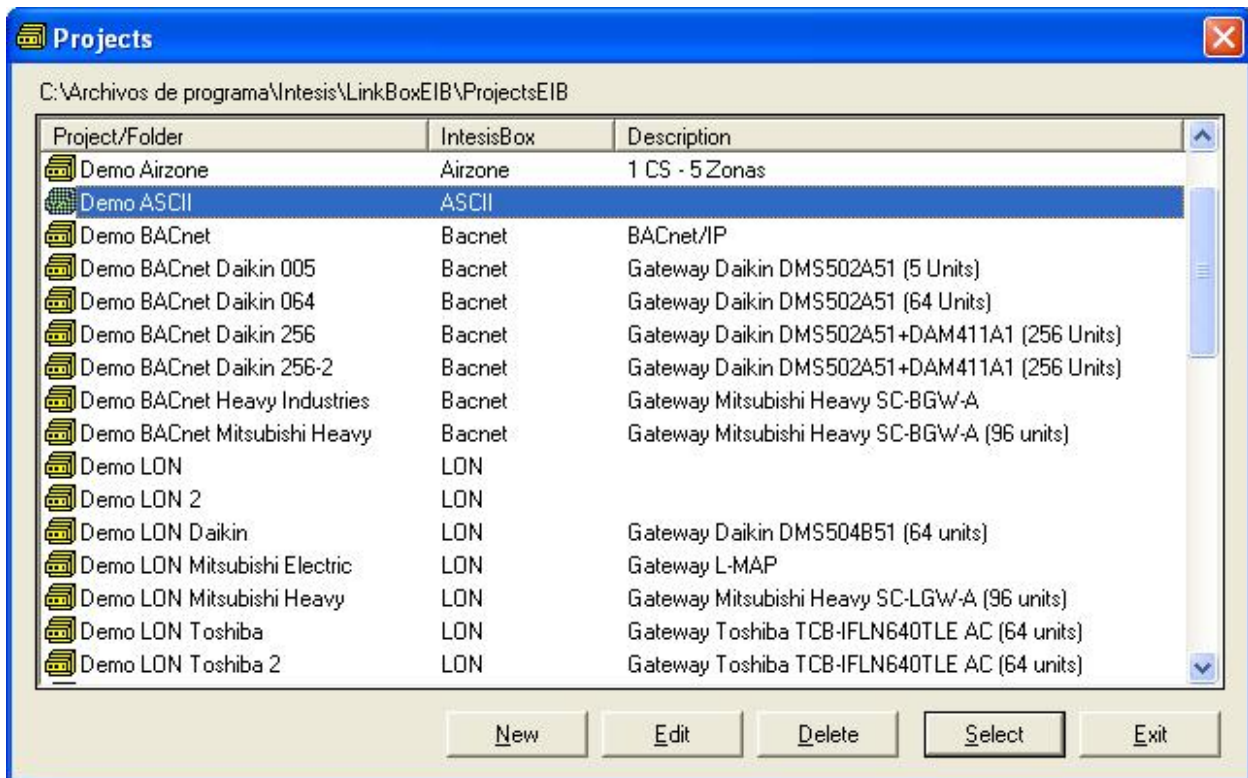 Projects
C:\Archivos de programa\Intesis\LinkBoxEIB\ProjectsEIB
Project/Folder IntesisBox Description
Demo Airzone Airzone 1 CS - 5 Zonas
Demo ASCII ASCII
Demo BACnet Bacnet BACnet/IP
Demo BACnet Daikin 005 Bacnet Gateway Daikin DMS502A51 (5 Units)
Demo BACnet Daikin 064 Bacnet Gateway Daikin DMS502A51 (64 Units)
Demo BACnet Daikin 256 Bacnet Gateway Daikin DMS502A51+DAM411A1 (256 Units)
Demo BACnet Daikin 256-2 Bacnet Gateway Daikin DMS502A51+DAM411A1 (256 Units)
Demo BACnet Heavy Industries Bacnet Gateway Mitsubishi Heavy SC-BGW-A
Demo BACnet Mitsubishi Heavy Bacnet Gateway Mitsubishi Heavy SC-BGW-A (96 units)
Demo LON LON
Demo LON 2 LON
Demo LON Daikin LON Gateway Daikin DMS504B51 (64 units)
Demo LON Mitsubishi Electric LON Gateway L-MAP
Demo LON Mitsubishi Heavy LON Gateway Mitsubishi Heavy SC-LGW-A (96 units)
Demo LON Toshiba LON Gateway Toshiba TCB-IFLN640TLE AC (64 units)
Demo LON Toshiba 2 LON Gateway Toshiba TCB-IFLN640TLE AC (64 units)
New Edit Delete Select Exit